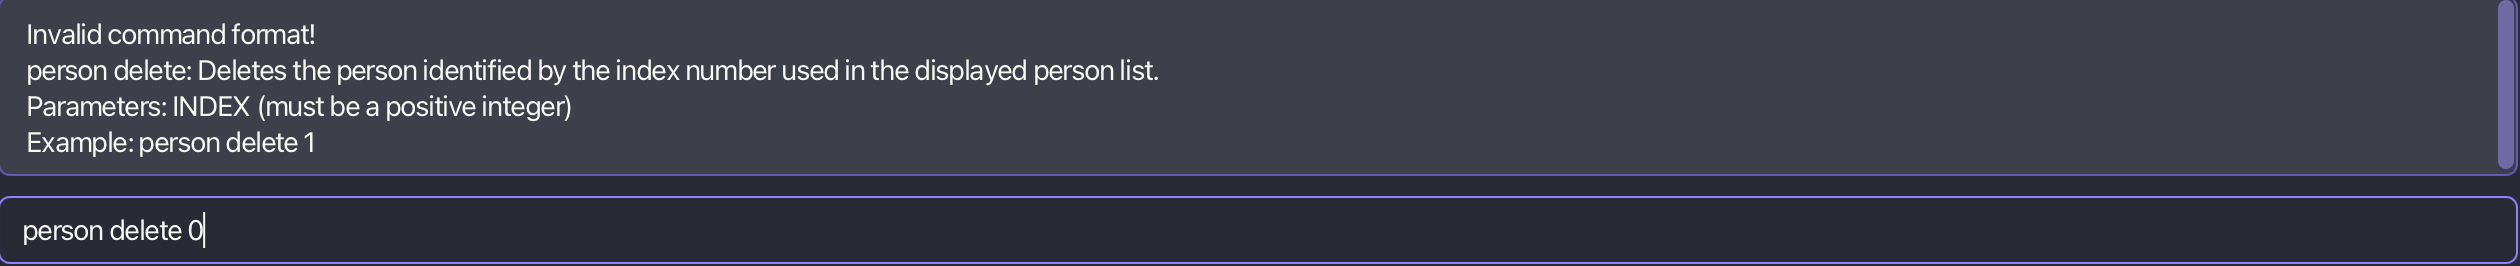 Invalid command format!
person delete: Deletes the person identified by the index number used in the displayed person list.
Parameters: INDEX (must be a positive integer)
Example: person delete 1
person delete 0